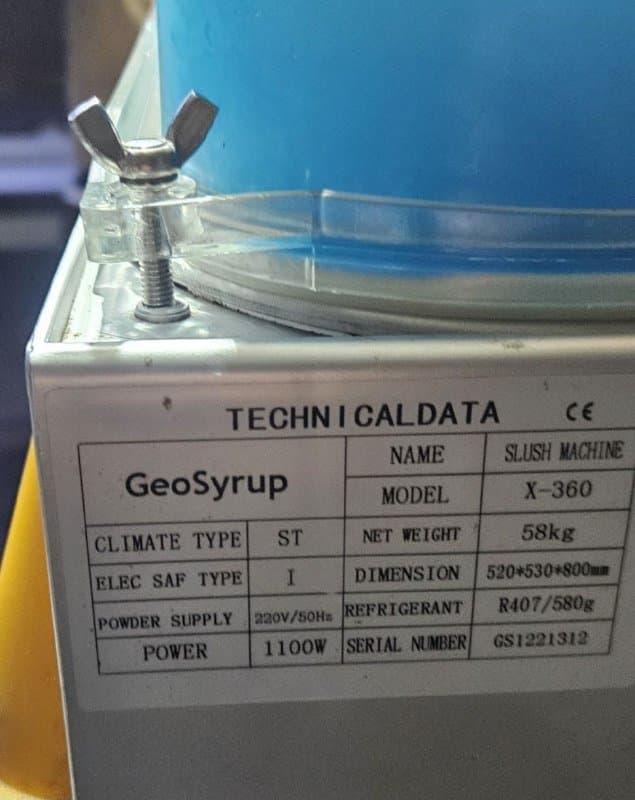 TECHNICALDATA CE
GeoSyrup NAME SLUSH MACHINE
MODEL X-360
CLIMATE TYPE ST NET WEIGHT 58kg
ELEC SAF TYPE I DIMENSION 520*530*800mm
POWDER SUPPLY 220V/50Hz REFRIGERANT R407/580g
POWER 1100W SERIAL NUMBER GS1221312